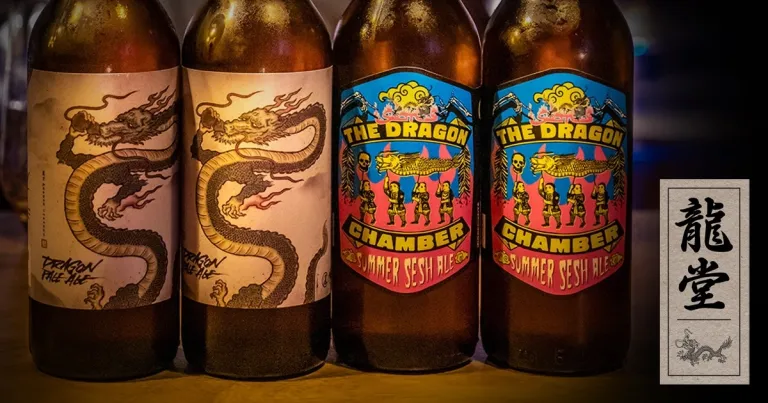 DRAGON
PALE ALE
DRAGON
PALE ALE
THE DRAGON
CHAMBER
SUMMER SESH ALE
THE DRAGON
CHAMBER
SUMMER SESH ALE
龍堂